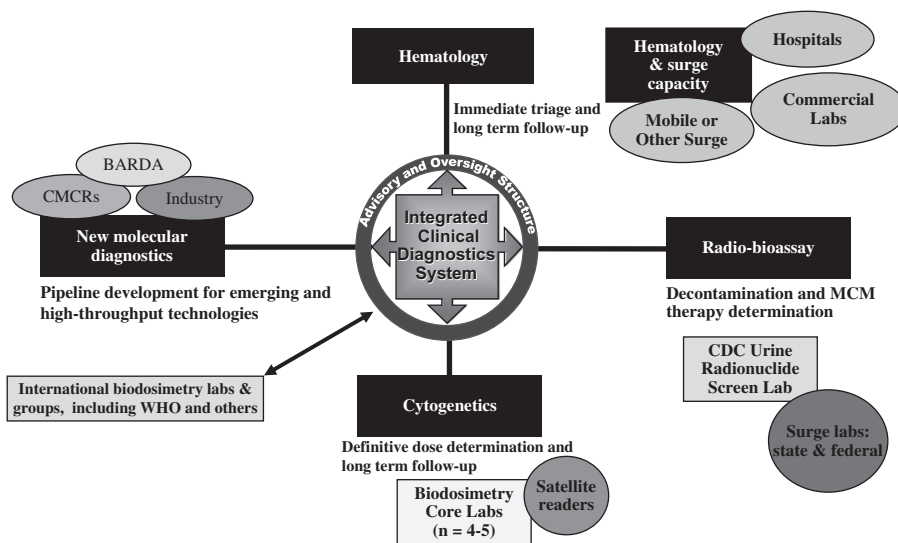 Hematology
Immediate triage and
long term follow-up
Hematology
& surge
capacity
Hospitals
Commercial
Labs
Mobile or
Other Surge
BARDA
CMCRs
Industry
New molecular
diagnostics
Pipeline development for emerging and
high-throughput technologies
Advisory and Oversight Structure
Integrated
Clinical
Diagnostics
System
Radio-bioassay
Decontamination and MCM
therapy determination
CDC Urine
Radionuclide
Screen Lab
Surge labs:
state & federal
International biodosimetry labs &
groups, including WHO and others
Cytogenetics
Definitive dose determination and
long term follow-up
Biodosimetry
Core Labs
(n = 4-5)
Satellite
readers